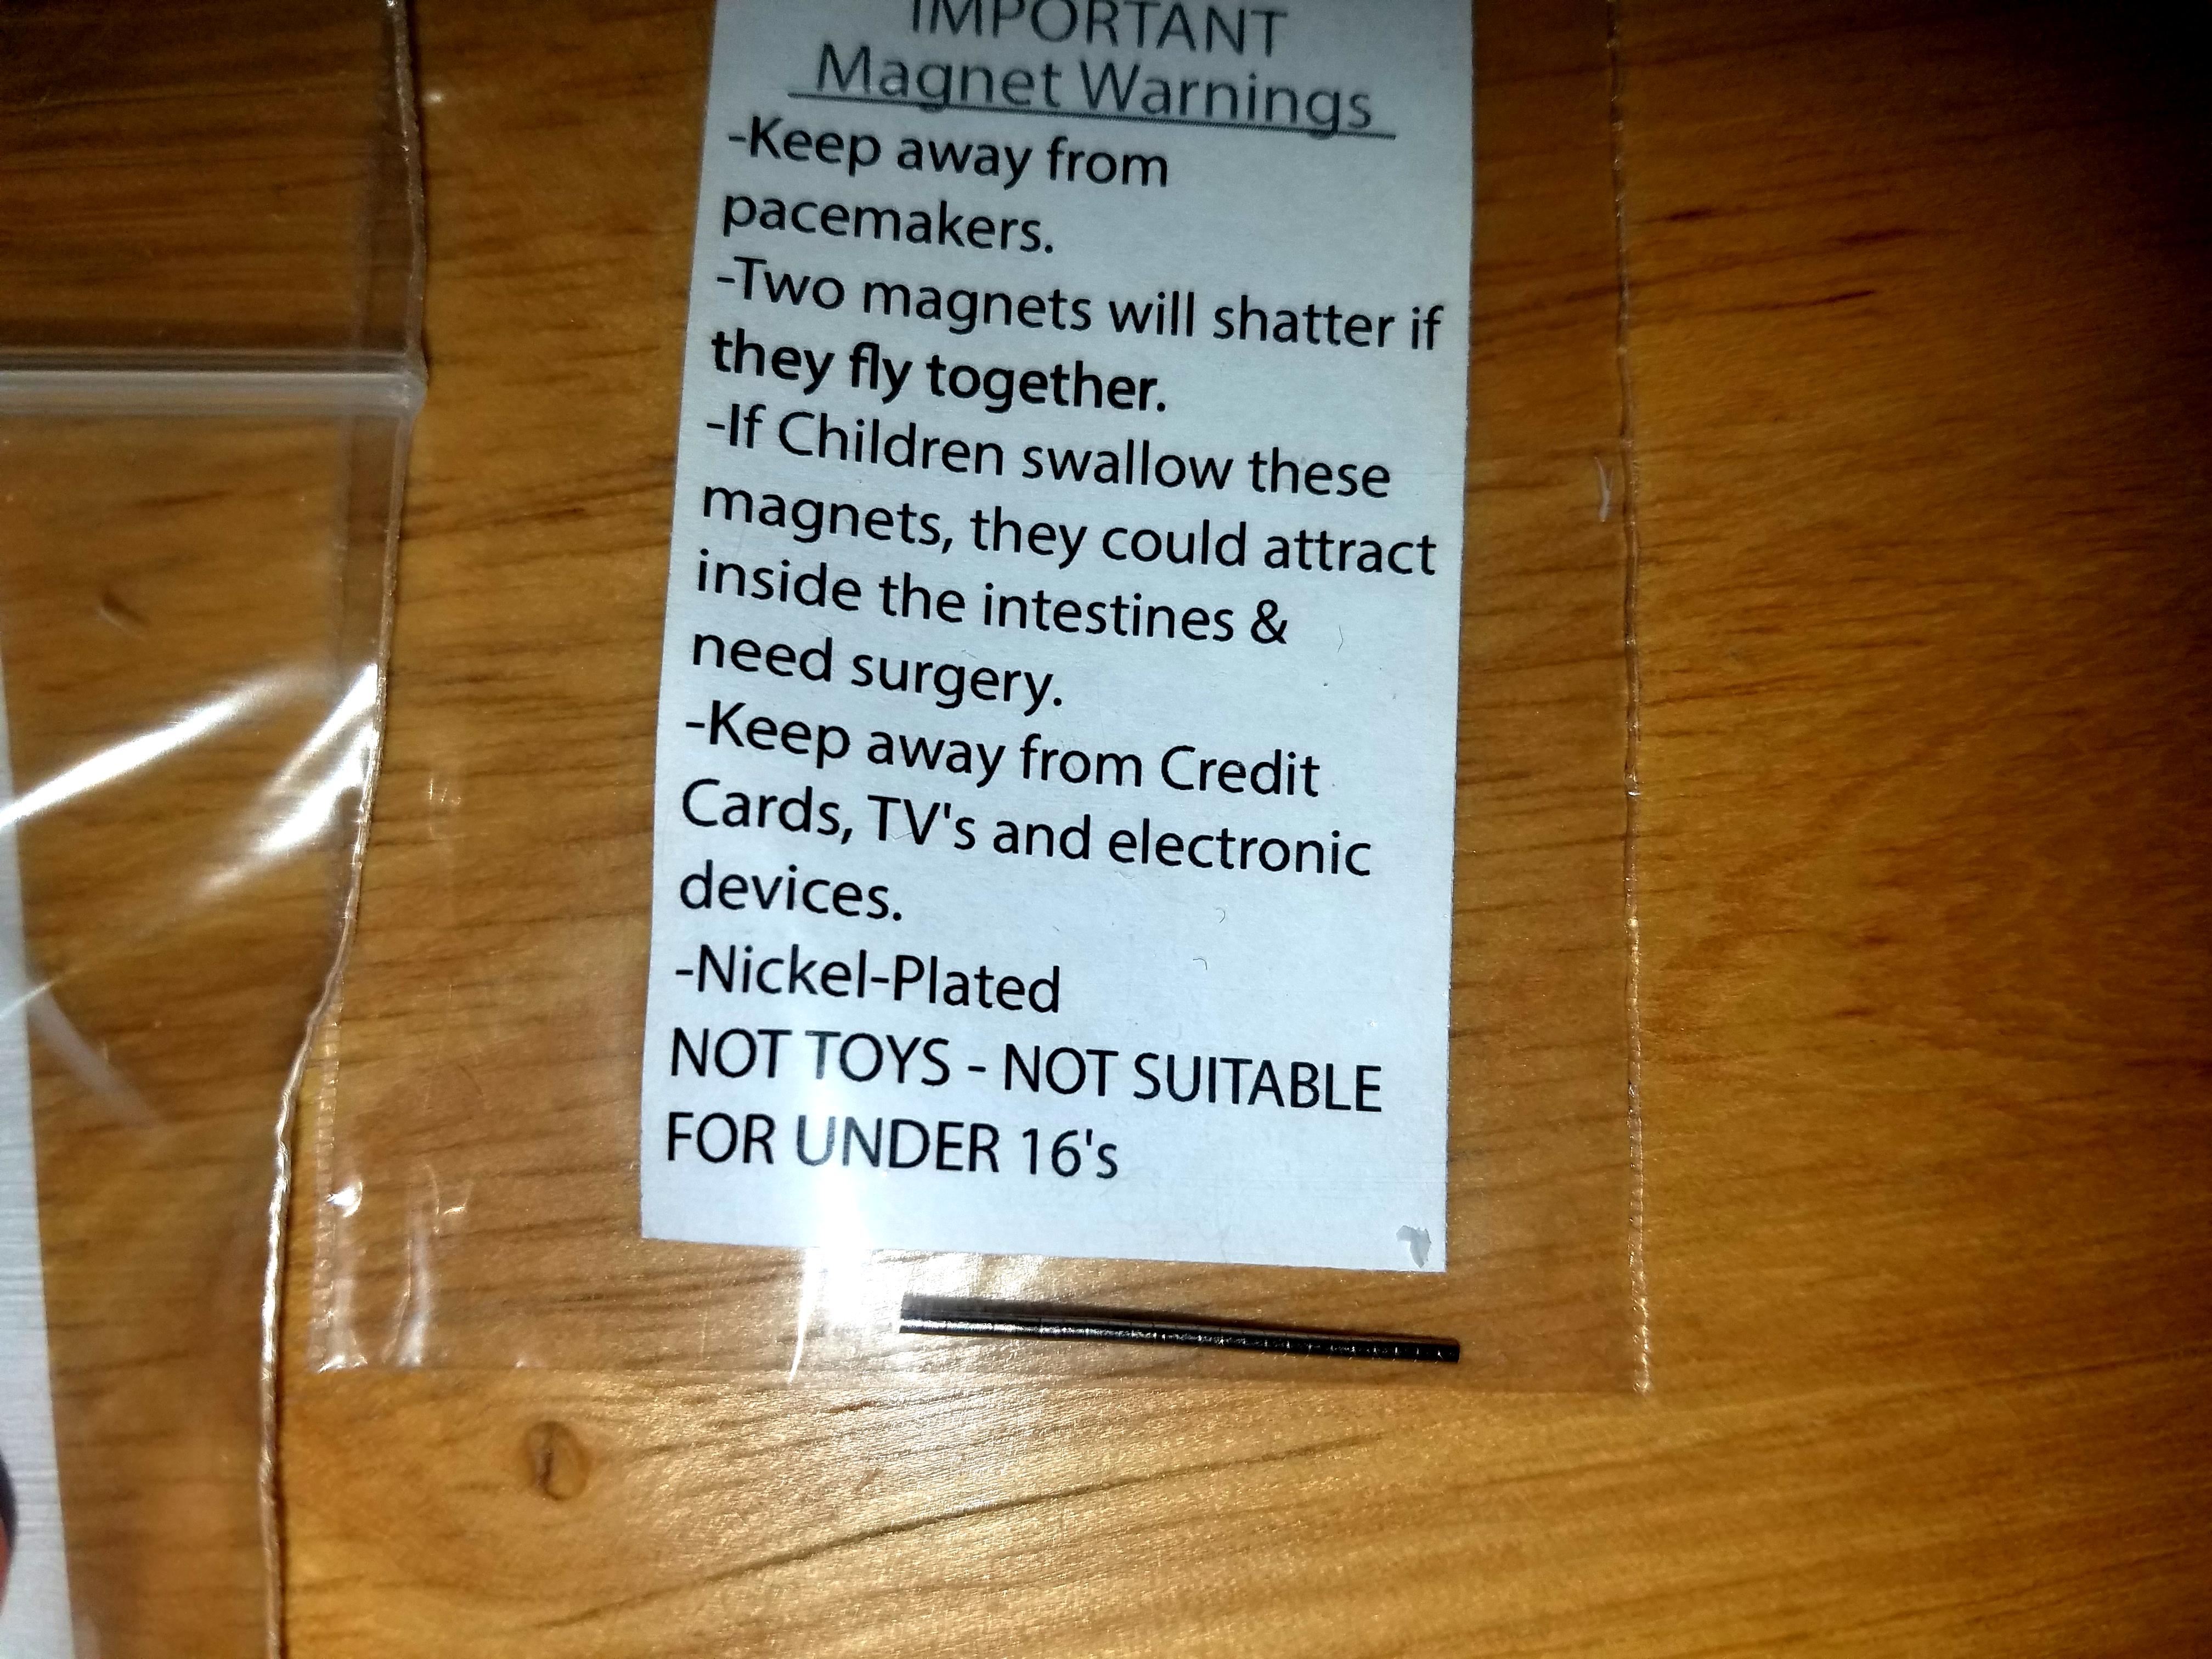 IMPORTANT
Magnet Warnings
-Keep away from
pacemakers.
-Two magnets will shatter if
they fly together.
-If Children swallow these
magnets, they could attract
inside the intestines &
need surgery.
-Keep away from Credit
Cards, TV's and electronic
devices.
-Nickel-Plated
NOT TOYS - NOT SUITABLE
FOR UNDER 16's